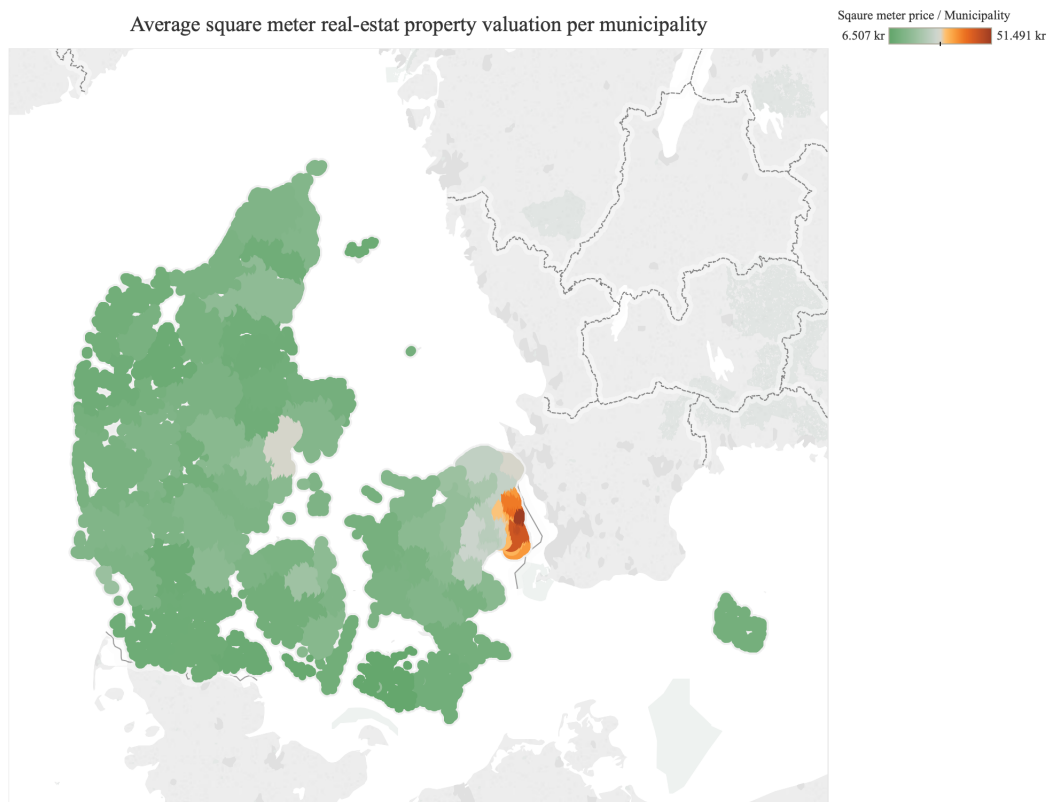 Average square meter real-estat property valuation per municipality
Sqaure meter price / Municipality
6.507 kr 51.491 kr